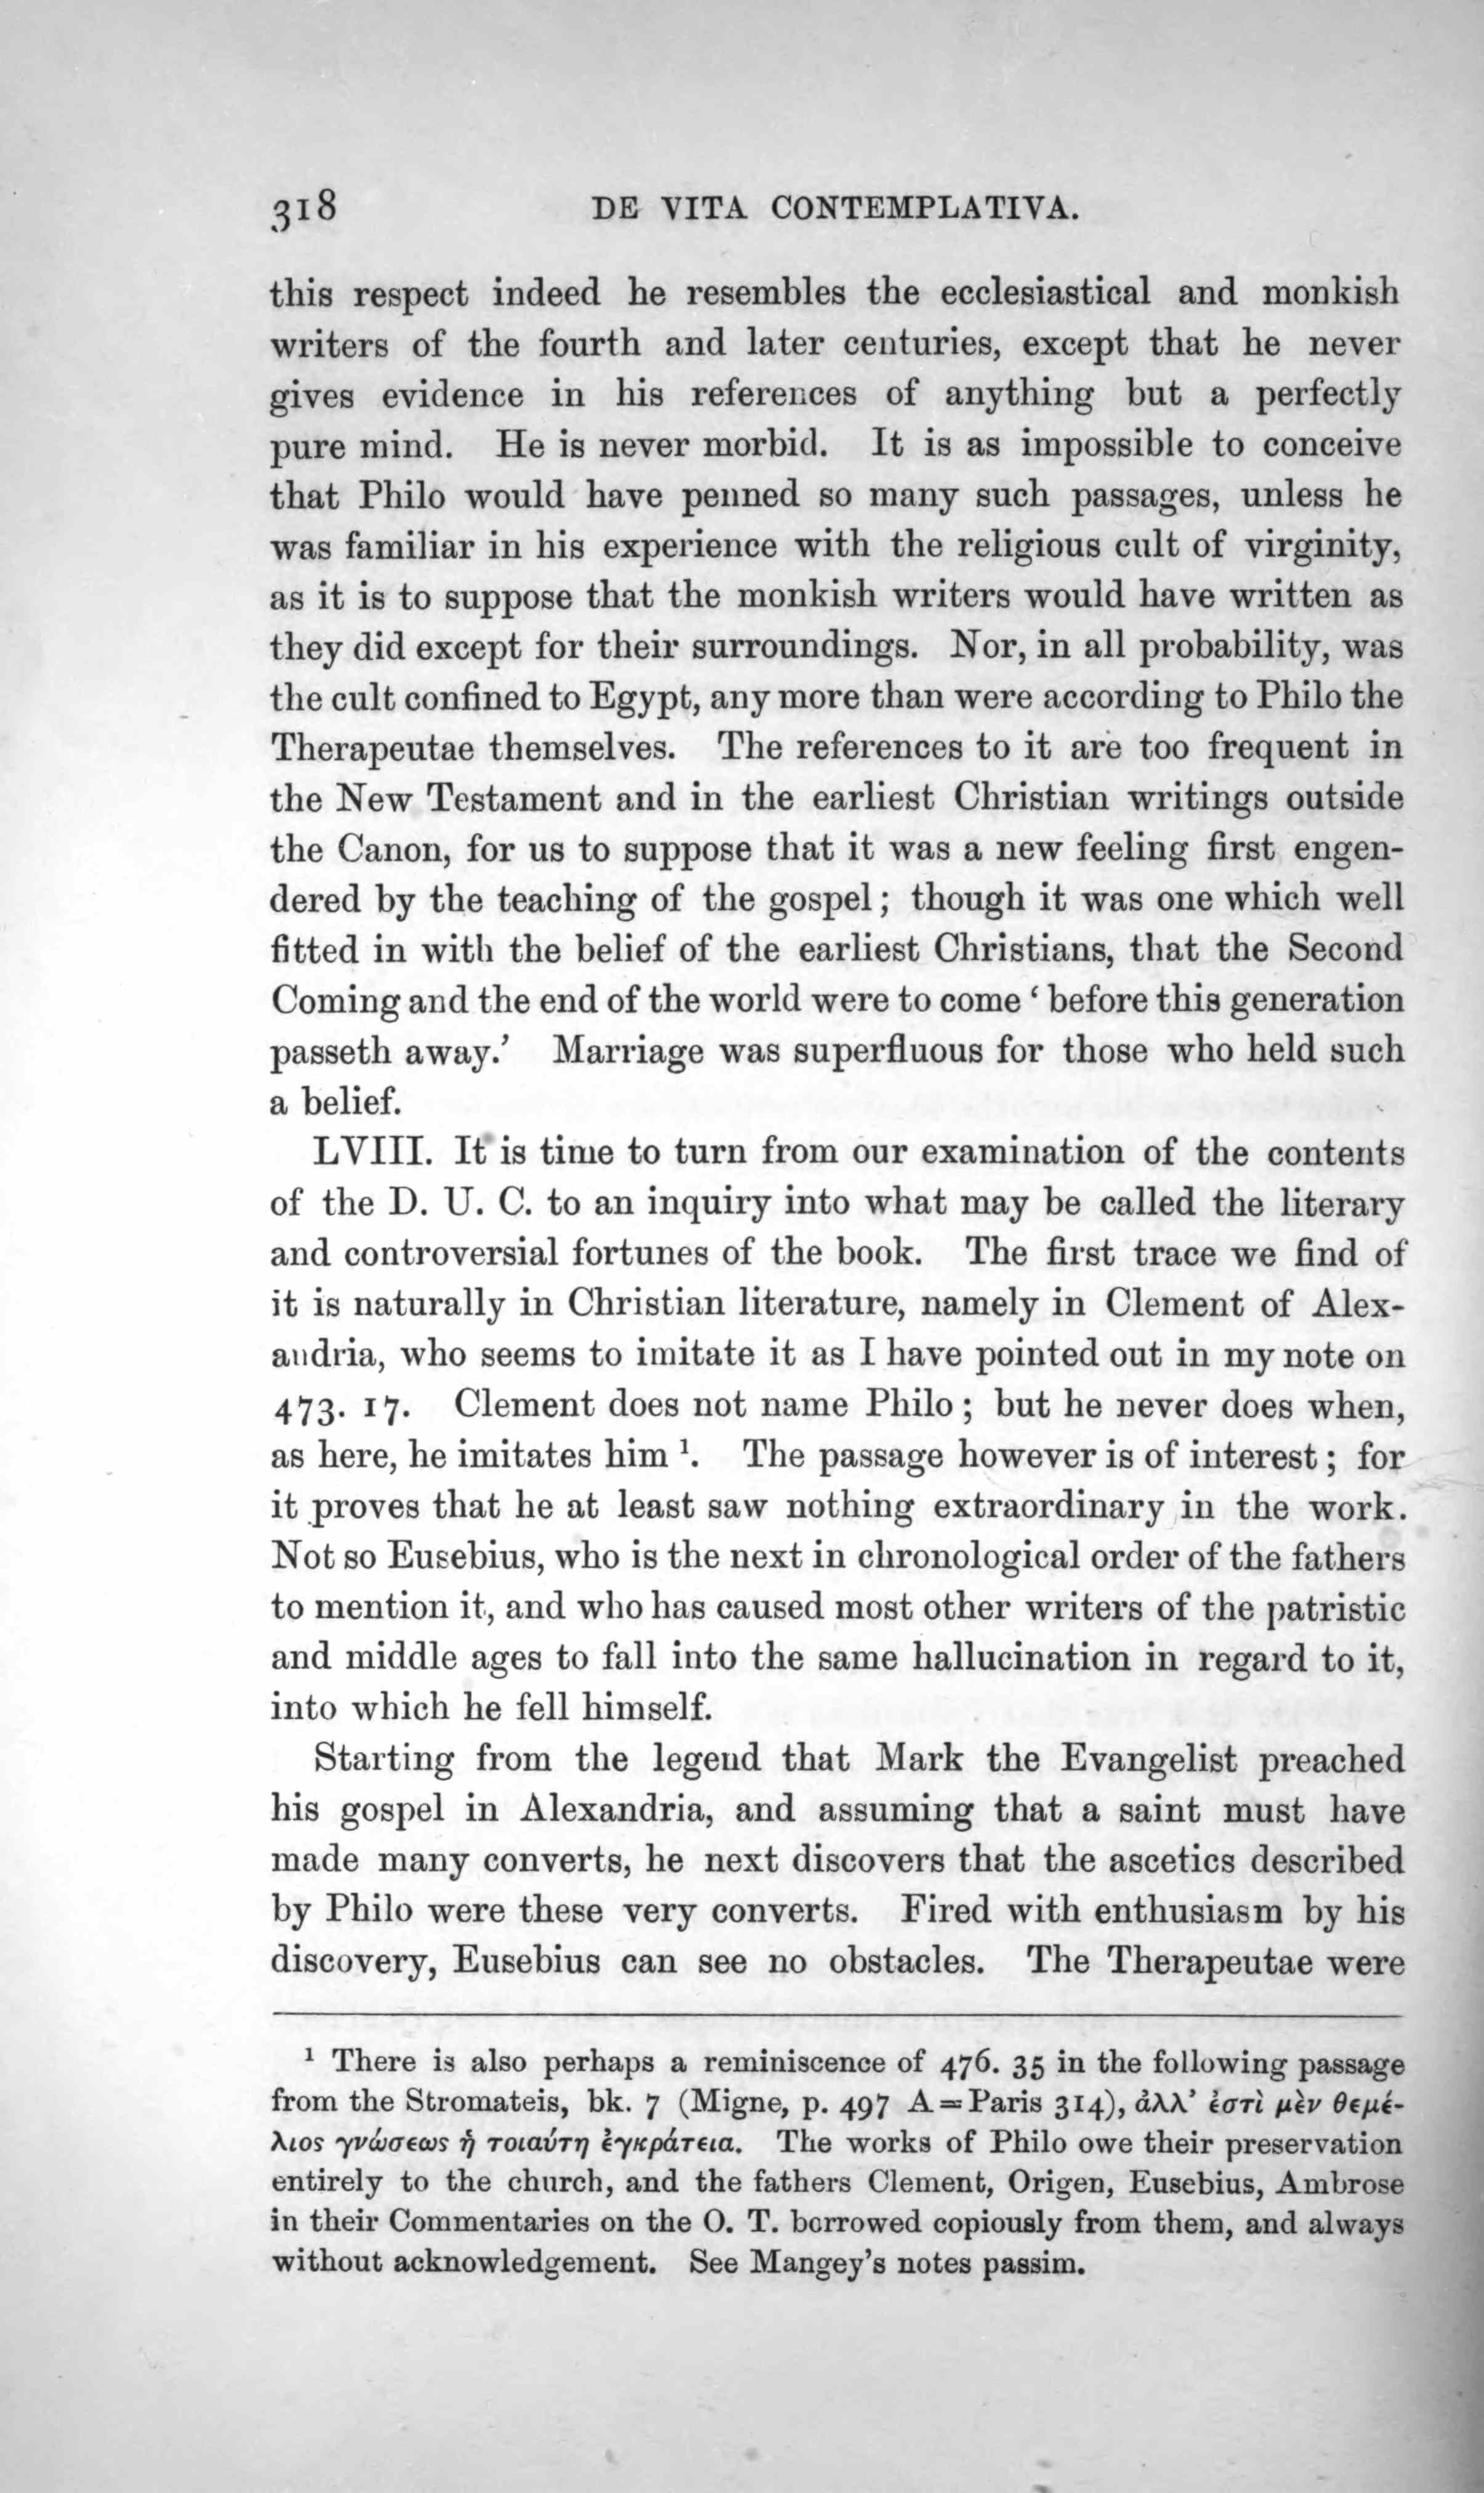 318 DE VITA CONTEMPLATIVA.
this respect indeed he resembles the ecclesiastical and monkish
writers of the fourth and later centuries, except that he never
gives evidence in his references of anything but a perfectly
pure mind. He is never morbid. It is as impossible to conceive
that Philo would have penned so many such passages, unless he
was familiar in his experience with the religious cult of virginity,
as it is to suppose that the monkish writers would have written as
they did except for their surroundings. Nor, in all probability, was
the cult confined to Egypt, any more than were according to Philo the
Therapeutae themselves. The references to it are too frequent in
the New Testament and in the earliest Christian writings outside
the Canon, for us to suppose that it was a new feeling first engen-
dered by the teaching of the gospel; though it was one which well
fitted in with the belief of the earliest Christians, that the Second
Coming and the end of the world were to come ‘before this generation
passeth away.’ Marriage was superfluous for those who held such
a belief.
LVIII. It is time to turn from our examination of the contents
of the D. U. C. to an inquiry into what may be called the literary
and controversial fortunes of the book. The first trace we find of
it is naturally in Christian literature, namely in Clement of Alex-
andria, who seems to imitate it as I have pointed out in my note on
473. 17. Clement does not name Philo; but he never does when,
as here, he imitates him ¹. The passage however is of interest; for
it proves that he at least saw nothing extraordinary in the work.
Not so Eusebius, who is the next in chronological order of the fathers
to mention it, and who has caused most other writers of the patristic
and middle ages to fall into the same hallucination in regard to it,
into which he fell himself.
Starting from the legend that Mark the Evangelist preached
his gospel in Alexandria, and assuming that a saint must have
made many converts, he next discovers that the ascetics described
by Philo were these very converts. Fired with enthusiasm by his
discovery, Eusebius can see no obstacles. The Therapeutae were
¹ There is also perhaps a reminiscence of 476. 35 in the following passage
from the Stromateis, bk. 7 (Migne, p. 497 A=Paris 314), ἀλλ’ ἐστὶ μὲν θεμέ-
λιος γνώσεως ἡ τοιαύτη ἐγκράτεια. The works of Philo owe their preservation
entirely to the church, and the fathers Clement, Origen, Eusebius, Ambrose
in their Commentaries on the O. T. borrowed copiously from them, and always
without acknowledgement. See Mangey’s notes passim.